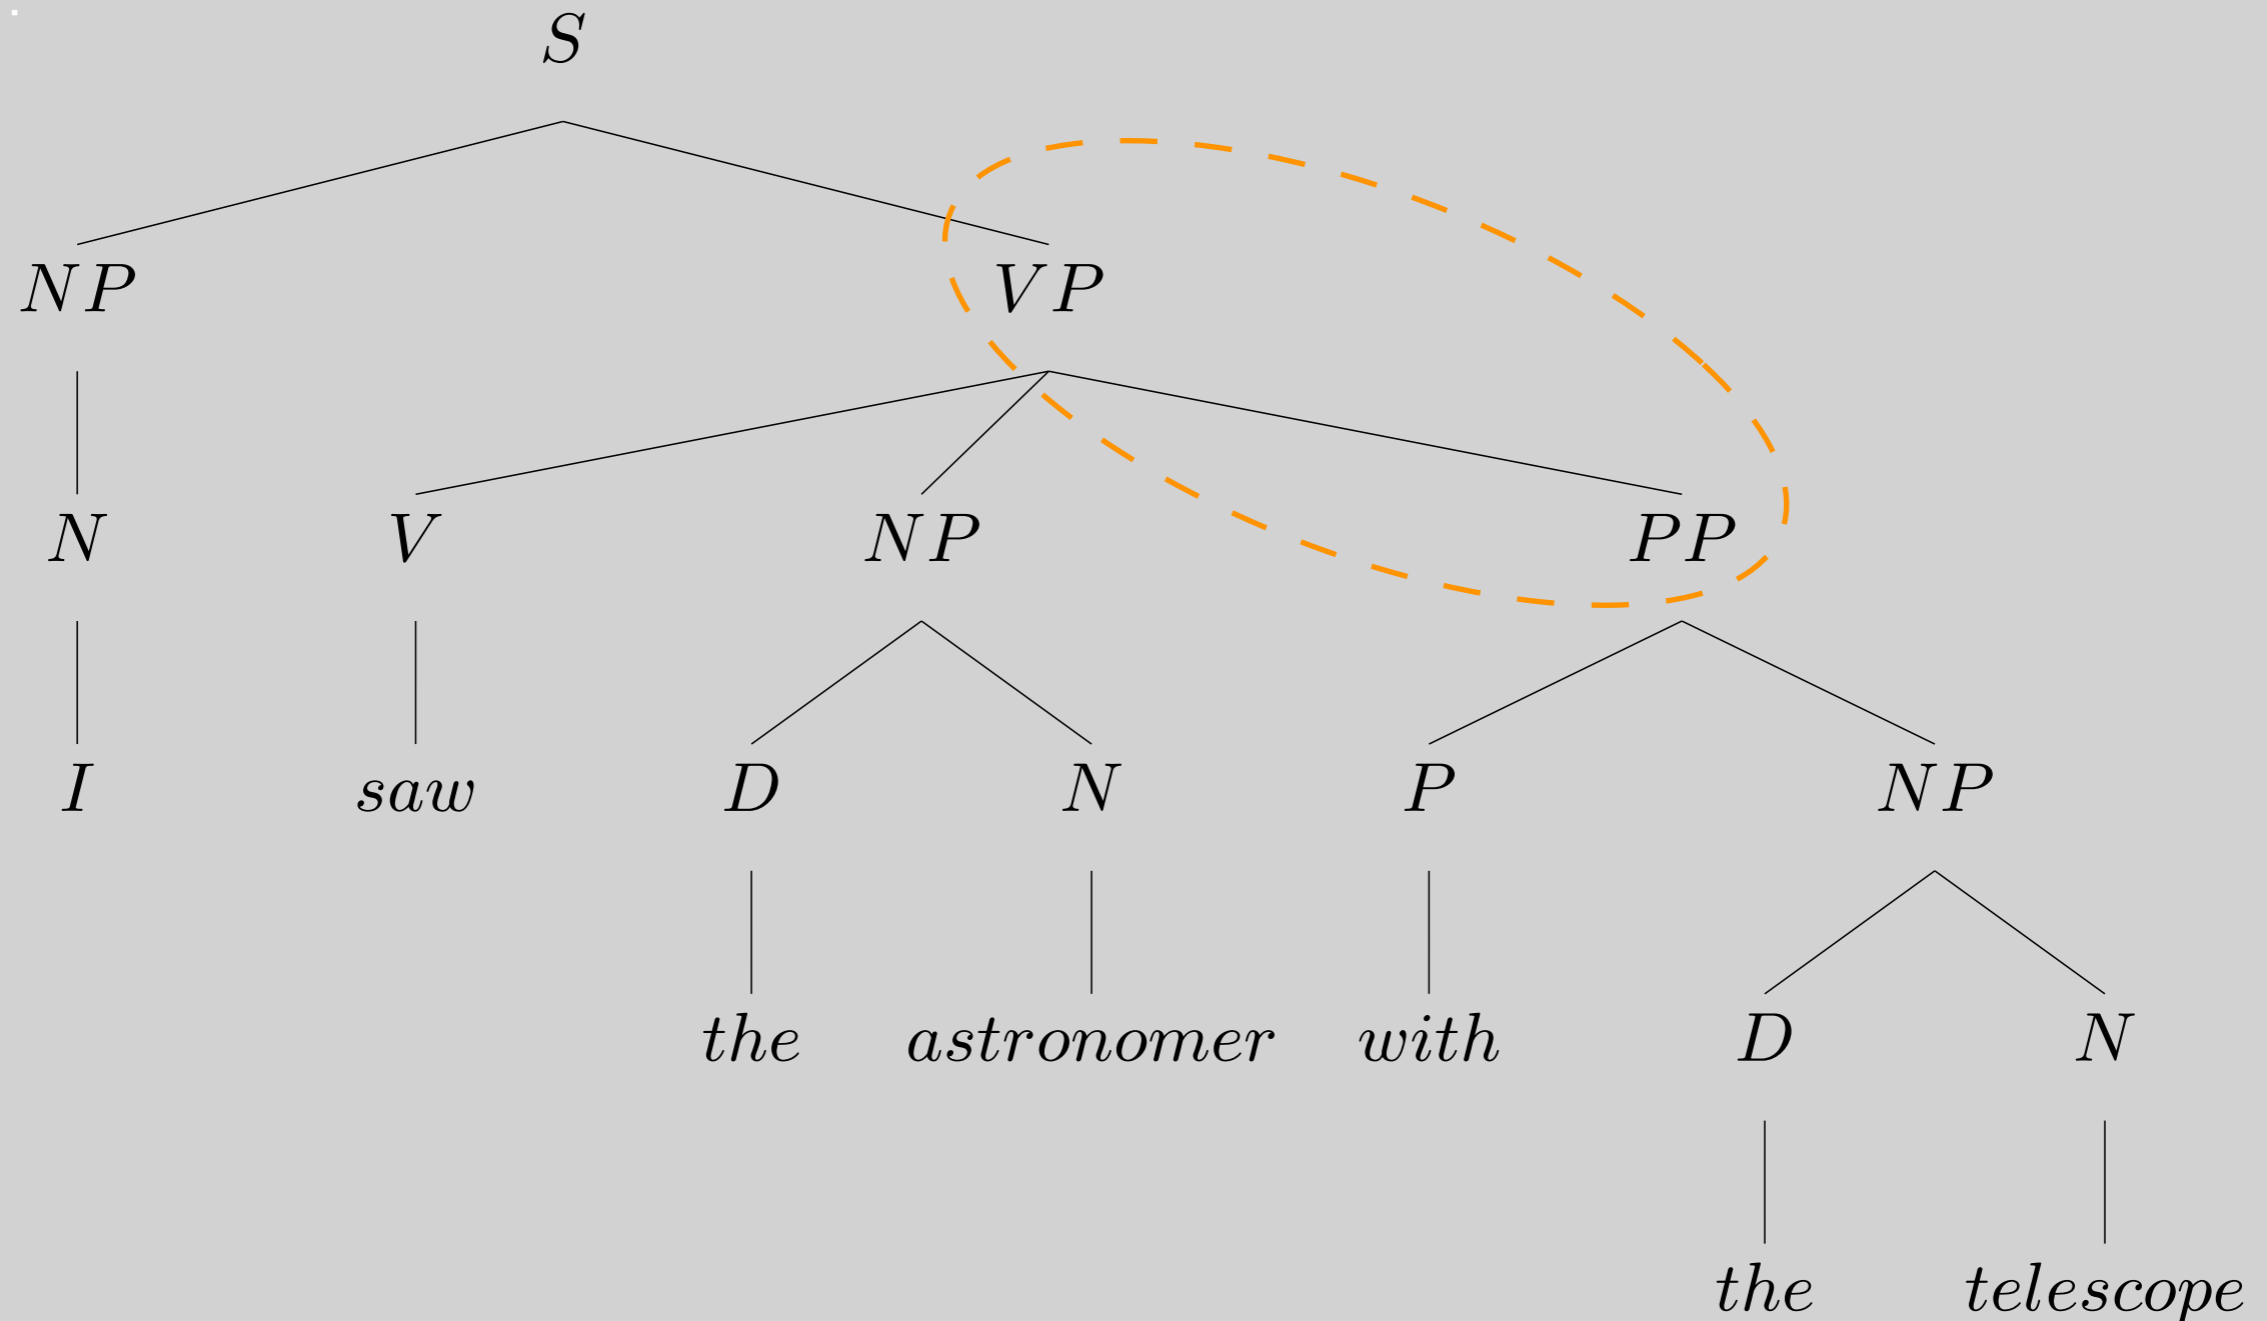 S
NP VP
N V NP PP
I saw D N P NP
the astronomer with D N
the telescope